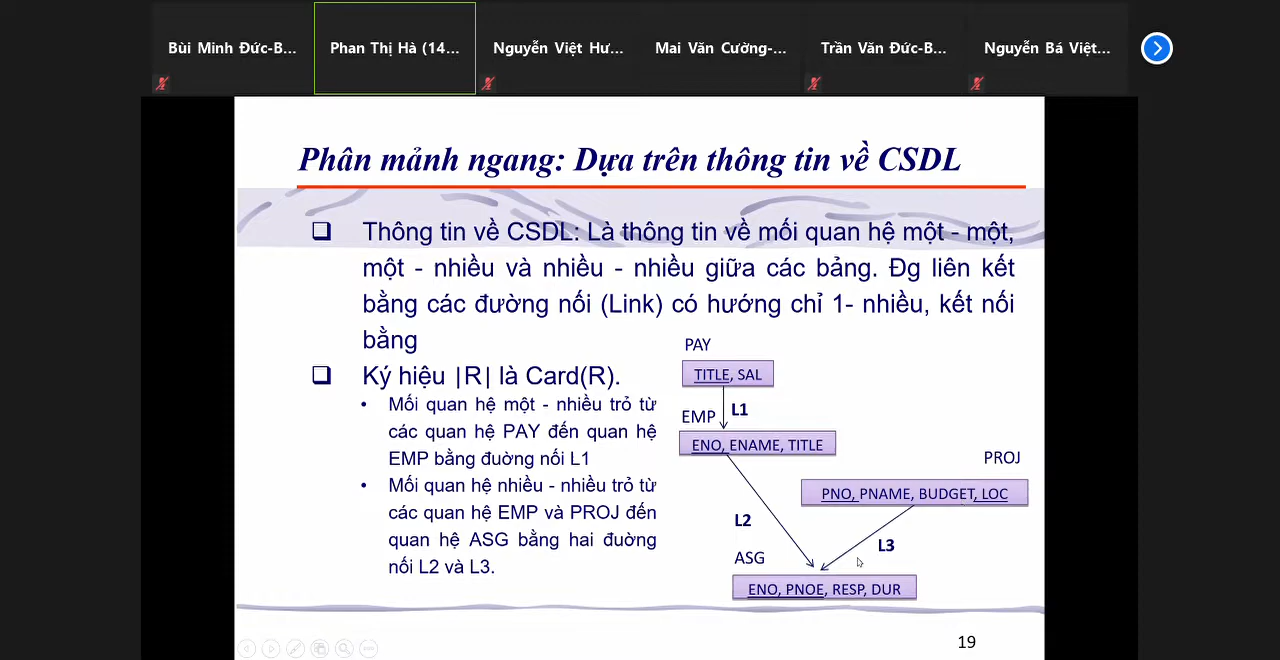 Bùi Minh Đức-B...
Phan Thị Hà (14...
Nguyễn Việt Hư...
Mai Văn Cường-...
Trần Văn Đức-B...
Nguyễn Bá Việt...
Phân mảnh ngang: Dựa trên thông tin về CSDL
❑ Thông tin về CSDL: Là thông tin về mối quan hệ một - một,
một - nhiều và nhiều - nhiều giữa các bảng. Đg liên kết
bằng các đường nối (Link) có hướng chỉ 1- nhiều, kết nối
bằng
❑ Ký hiệu |R| là Card(R).
• Mối quan hệ một - nhiều trỏ từ
các quan hệ PAY đến quan hệ
EMP bằng đuờng nối L1
• Mối quan hệ nhiều - nhiều trỏ từ
các quan hệ EMP và PROJ đến
quan hệ ASG bằng hai đuờng
nối L2 và L3.
PAY
TITLE, SAL
L1
EMP
ENO, ENAME, TITLE
PROJ
PNO, PNAME, BUDGET, LOC
L2
L3
ASG
ENO, PNOE, RESP, DUR
19